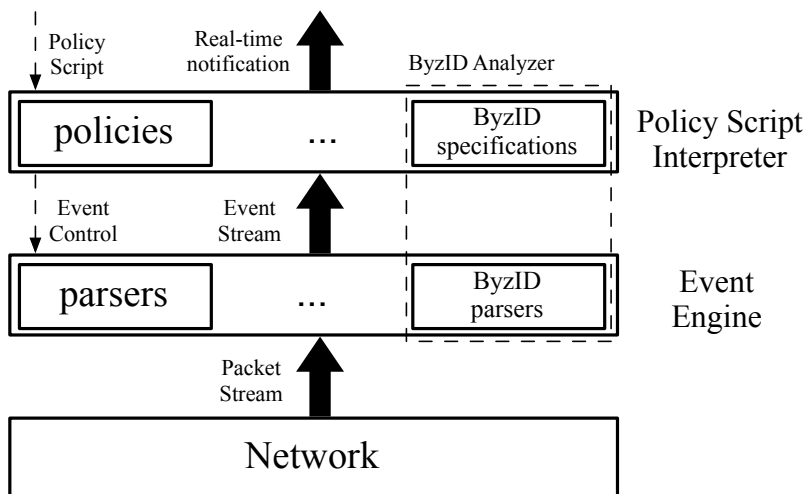 Policy
Script
Real-time
notification
ByzID Analyzer
policies
...
ByzID
specifications
Policy Script
Interpreter
Event
Control
Event
Stream
parsers
...
ByzID
parsers
Event
Engine
Packet
Stream
Network